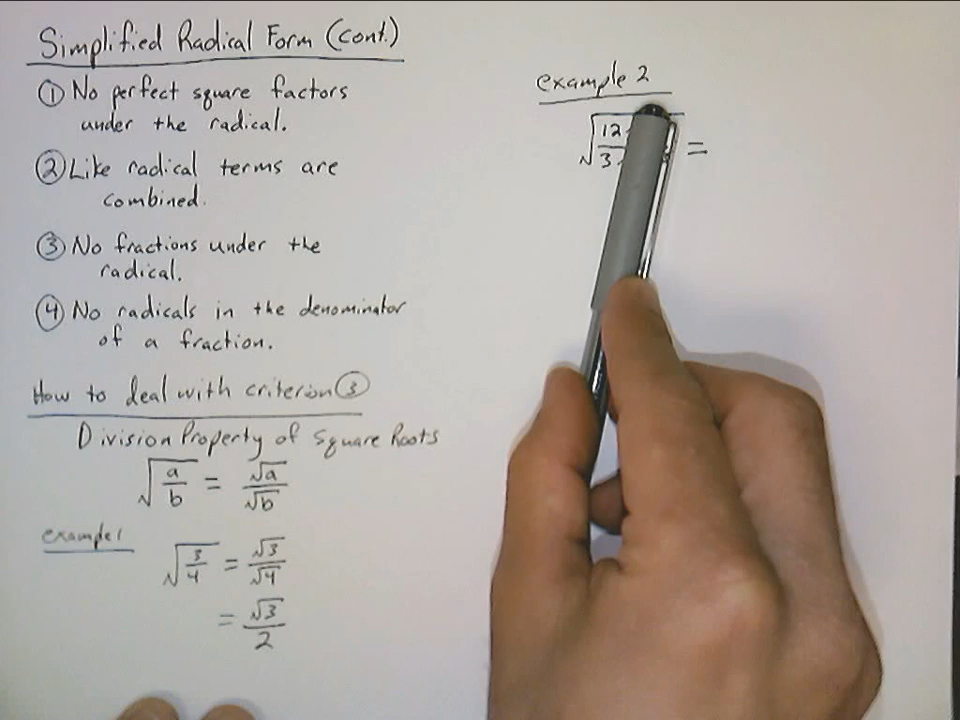 Simplified Radical Form (cont.)
① No perfect square factors
under the radical.
② Like radical terms are
combined.
③ No fractions under the
radical.
④ No radicals in the denominator
of a fraction.
How to deal with criterion ③
Division Property of Square Roots
√(a/b) = √a/√b
example 1
√(3/4) = √3/√4
= √3/2
example 2
√(12/3 =